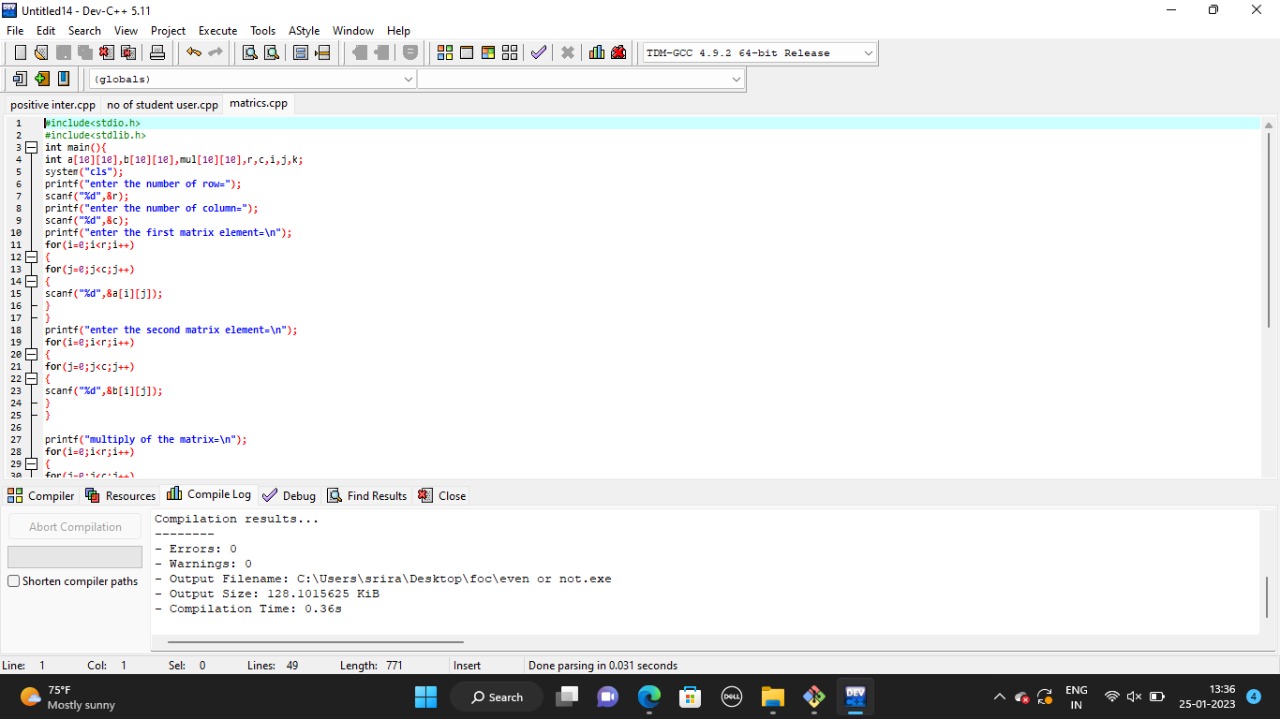 Untitled14 - Dev-C++ 5.11
File Edit Search View Project Execute Tools AStyle Window Help
TDM-GCC 4.9.2 64-bit Release
(globals)
positive inter.cpp no of student user.cpp matrics.cpp
1 #include<stdio.h>
2 #include<stdlib.h>
3 int main(){
4 int a[10][10],b[10][10],mul[10][10],r,c,i,j,k;
5 system("cls");
6 printf("enter the number of row=");
7 scanf("%d",&r);
8 printf("enter the number of column=");
9 scanf("%d",&c);
10 printf("enter the first matrix element=\n");
11 for(i=0;i<r;i++)
12 {
13 for(j=0;j<c;j++)
14 {
15 scanf("%d",&a[i][j]);
16 }
17 }
18 printf("enter the second matrix element=\n");
19 for(i=0;i<r;i++)
20 {
21 for(j=0;j<c;j++)
22 {
23 scanf("%d",&b[i][j]);
24 }
25 }
26
27 printf("multiply of the matrix=\n");
28 for(i=0;i<r;i++)
29 {
30 for(j=0;j<c;j++)
Compiler Resources Compile Log Debug Find Results Close
Abort Compilation
Shorten compiler paths
Compilation results...
--------
- Errors: 0
- Warnings: 0
- Output Filename: C:\Users\srira\Desktop\foc\even or not.exe
- Output Size: 128.1015625 KiB
- Compilation Time: 0.36s
Line: 1 Col: 1 Sel: 0 Lines: 49 Length: 771 Insert Done parsing in 0.031 seconds
75°F
Mostly sunny
Search
DELL
DEV
ENG
IN
13:36
25-01-2023
4